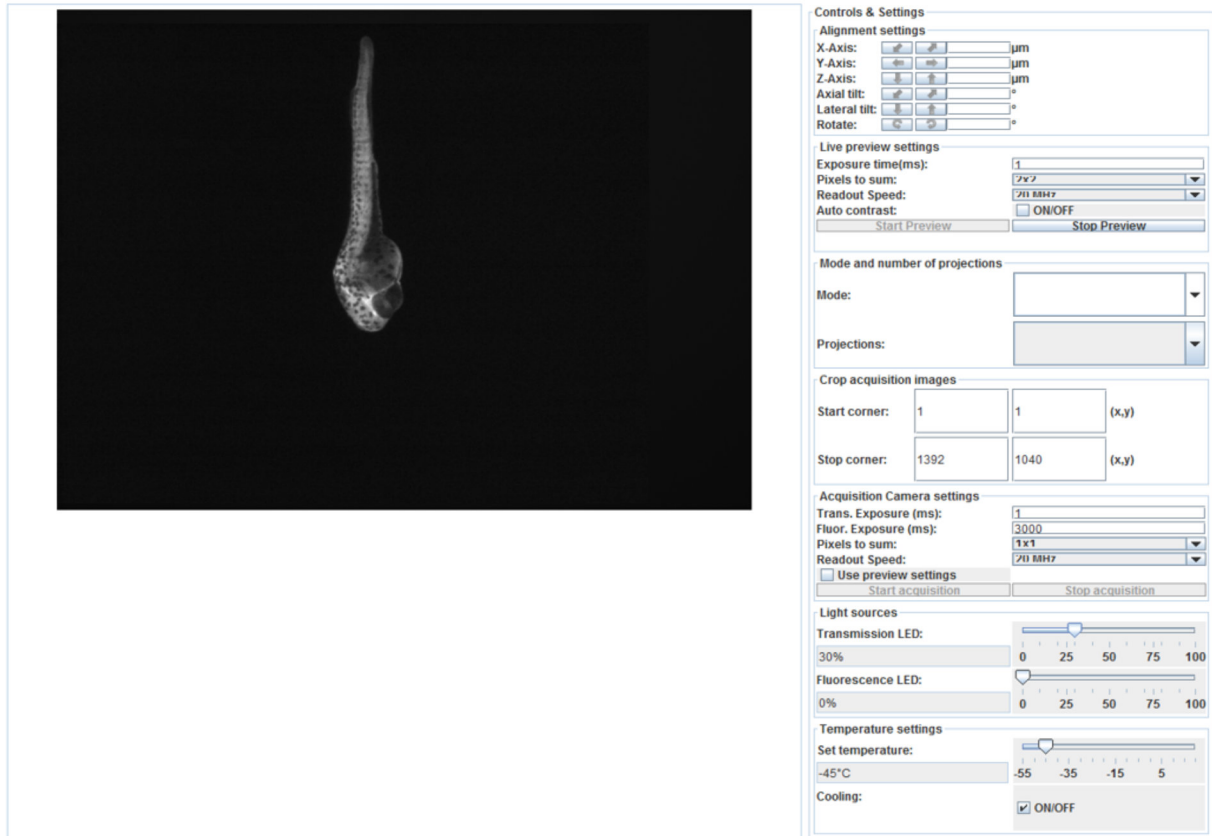 Controls & Settings
Alignment settings
X-Axis: µm
Y-Axis: µm
Z-Axis: µm
Axial tilt: °
Lateral tilt: °
Rotate: °
Live preview settings
Exposure time(ms): 1
Pixels to sum: 2x2
Readout Speed: 20 MHz
Auto contrast: ON/OFF
Start Preview Stop Preview
Mode and number of projections
Mode:
Projections:
Crop acquisition images
Start corner: 1 1 (x,y)
Stop corner: 1392 1040 (x,y)
Acquisition Camera settings
Trans. Exposure (ms): 1
Fluor. Exposure (ms): 3000
Pixels to sum: 1x1
Readout Speed: 20 MHz
Use preview settings
Start acquisition Stop acquisition
Light sources
Transmission LED:
30% 0 25 50 75 100
Fluorescence LED:
0% 0 25 50 75 100
Temperature settings
Set temperature:
-45°C -55 -35 -15 5
Cooling: ON/OFF